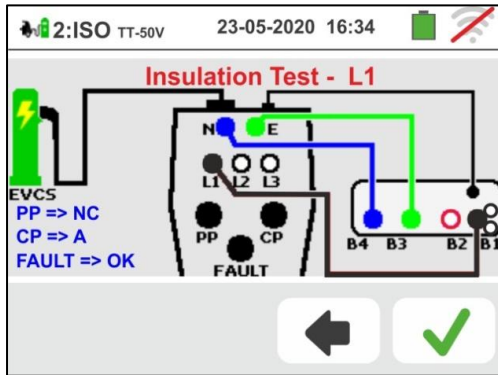 2:ISO TT-50V 23-05-2020 16:34
Insulation Test - L1
N E
L1 L2 L3
EVCS
PP => NC
CP => A
FAULT => OK
PP CP
FAULT
B4 B3 B2 B1